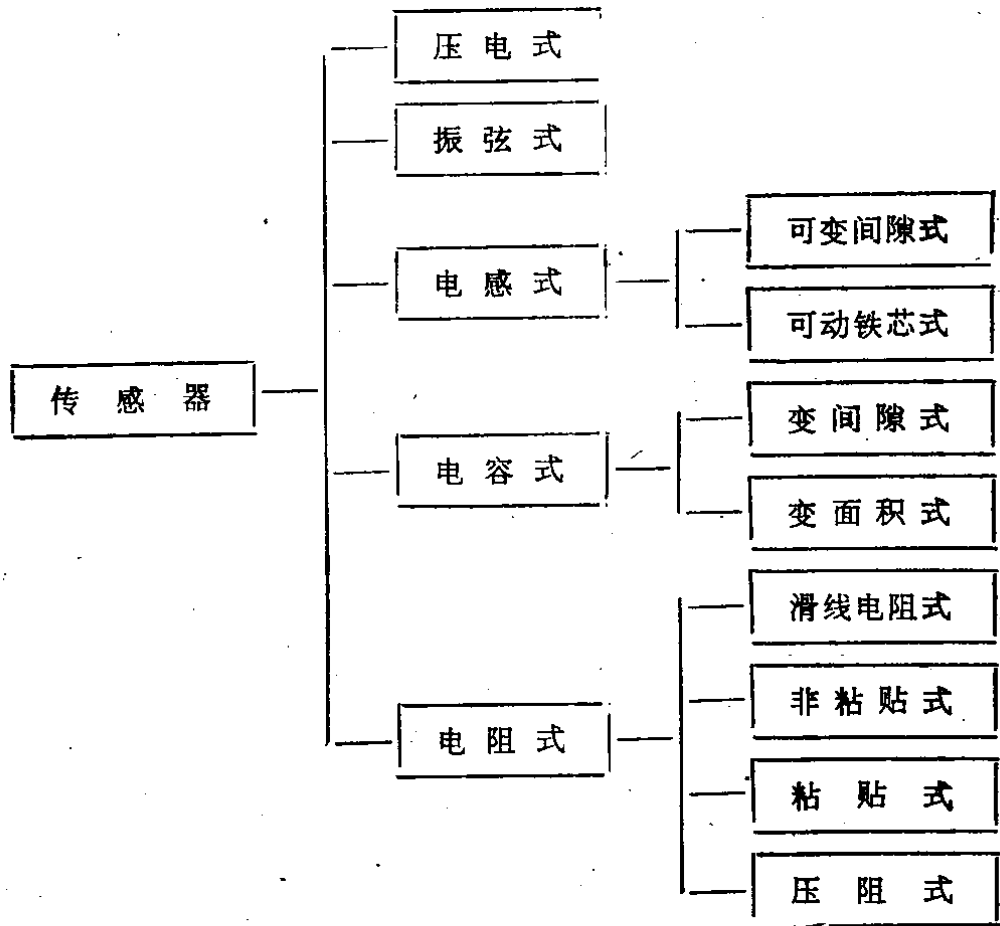 压电式
振弦式
可变间隙式
电感式
可动铁芯式
传感器
变间隙式
电容式
变面积式
滑线电阻式
非粘贴式
电阻式
粘贴式
压阻式